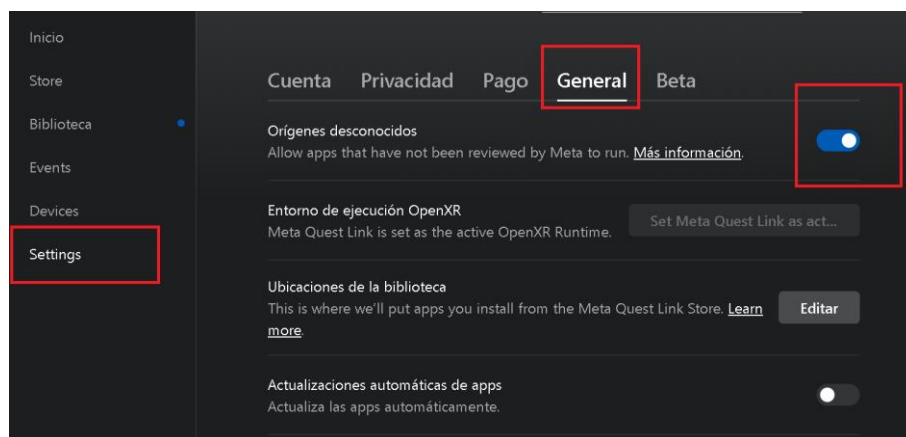 Inicio
Store
Biblioteca
Events
Devices
Settings
Cuenta Privacidad Pago General Beta
Orígenes desconocidos
Allow apps that have not been reviewed by Meta to run. Más información.
Entorno de ejecución OpenXR
Meta Quest Link is set as the active OpenXR Runtime.
Set Meta Quest Link as act...
Ubicaciones de la biblioteca
This is where we'll put apps you install from the Meta Quest Link Store. Learn
more.
Editar
Actualizaciones automáticas de apps
Actualiza las apps automáticamente.